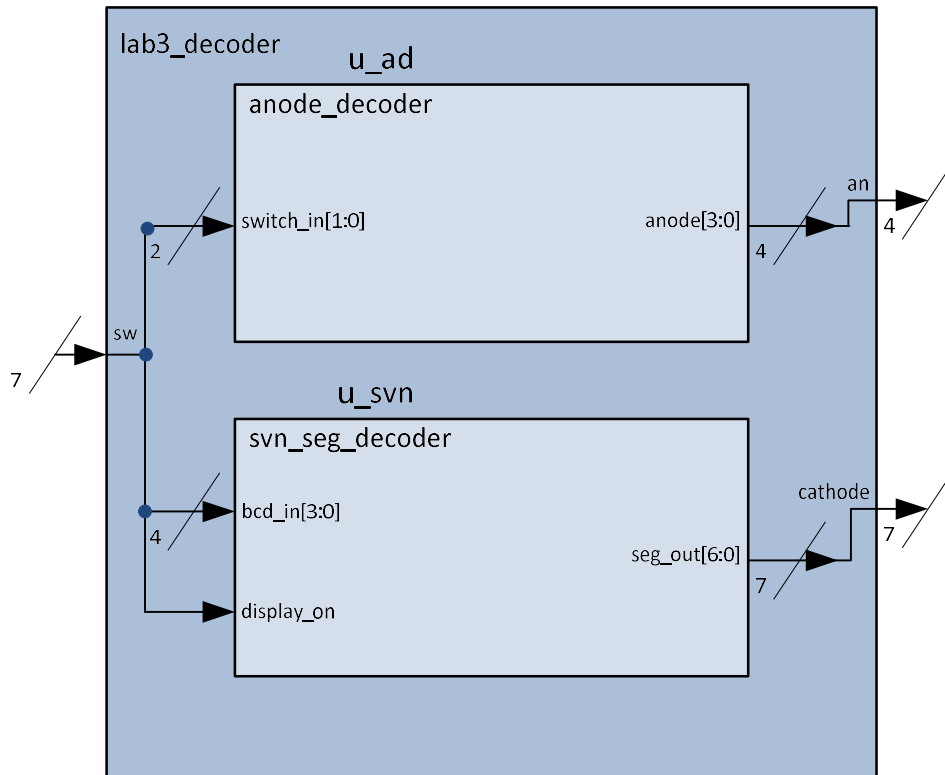 lab3_decoder
u_ad
anode_decoder
switch_in[1:0]
anode[3:0]
2
4
an
4
sw
7
u_svn
svn_seg_decoder
bcd_in[3:0]
4
display_on
seg_out[6:0]
7
cathode
7